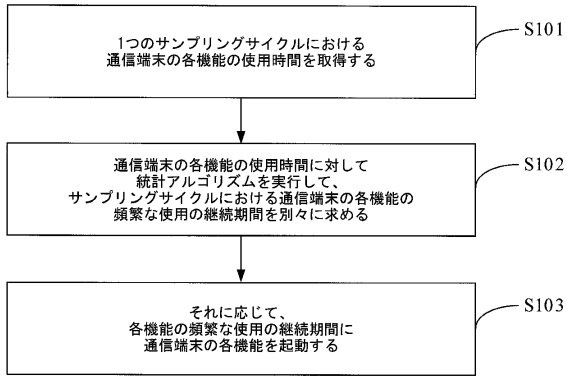 1つのサンプリングサイクルにおける
通信端末の各機能の使用時間を取得する
S101
通信端末の各機能の使用時間に対して
統計アルゴリズムを実行して、
サンプリングサイクルにおける通信端末の各機能の
頻繁な使用の継続期間を別々に求める
S102
それに応じて、
各機能の頻繁な使用の継続期間に
通信端末の各機能を起動する
S103